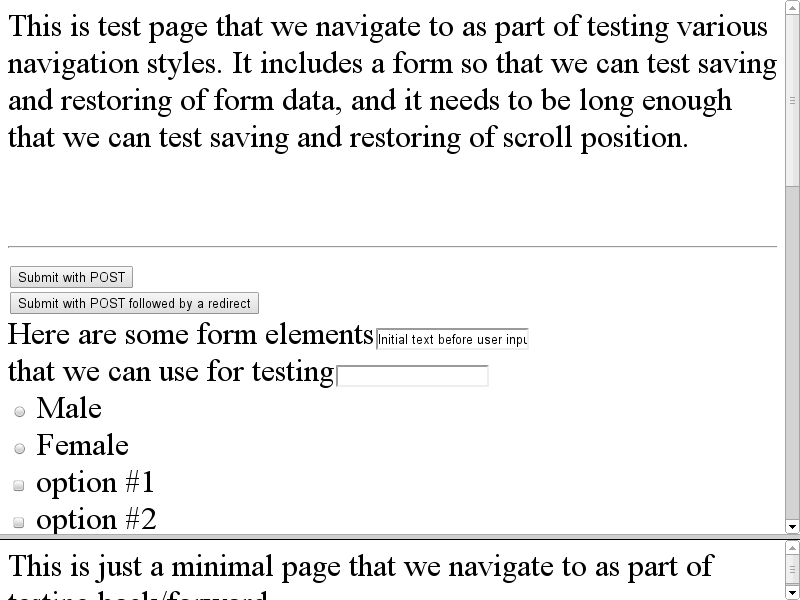 This is test page that we navigate to as part of testing various
navigation styles. It includes a form so that we can test saving
and restoring of form data, and it needs to be long enough
that we can test saving and restoring of scroll position.
Submit with POST
Submit with POST followed by a redirect
Here are some form elements Initial text before user inpu
that we can use for testing
Male
Female
option #1
option #2
This is just a minimal page that we navigate to as part of
testing back/forward